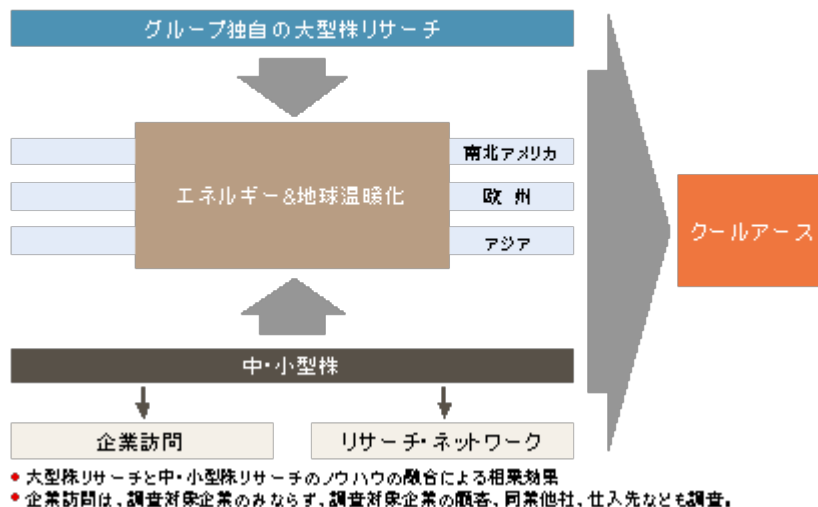 グループ独自の大型株リサーチ
南北アメリカ
エネルギー&地球温暖化
欧 州
アジア
クールアース
中・小型株
企業訪問
リサーチ・ネットワーク
● 大型株リサーチと中・小型株リサーチのノウハウの融合による相乗効果
● 企業訪問は、調査対象企業のみならず、調査対象企業の顧客、同業他社、仕入先なども調査。